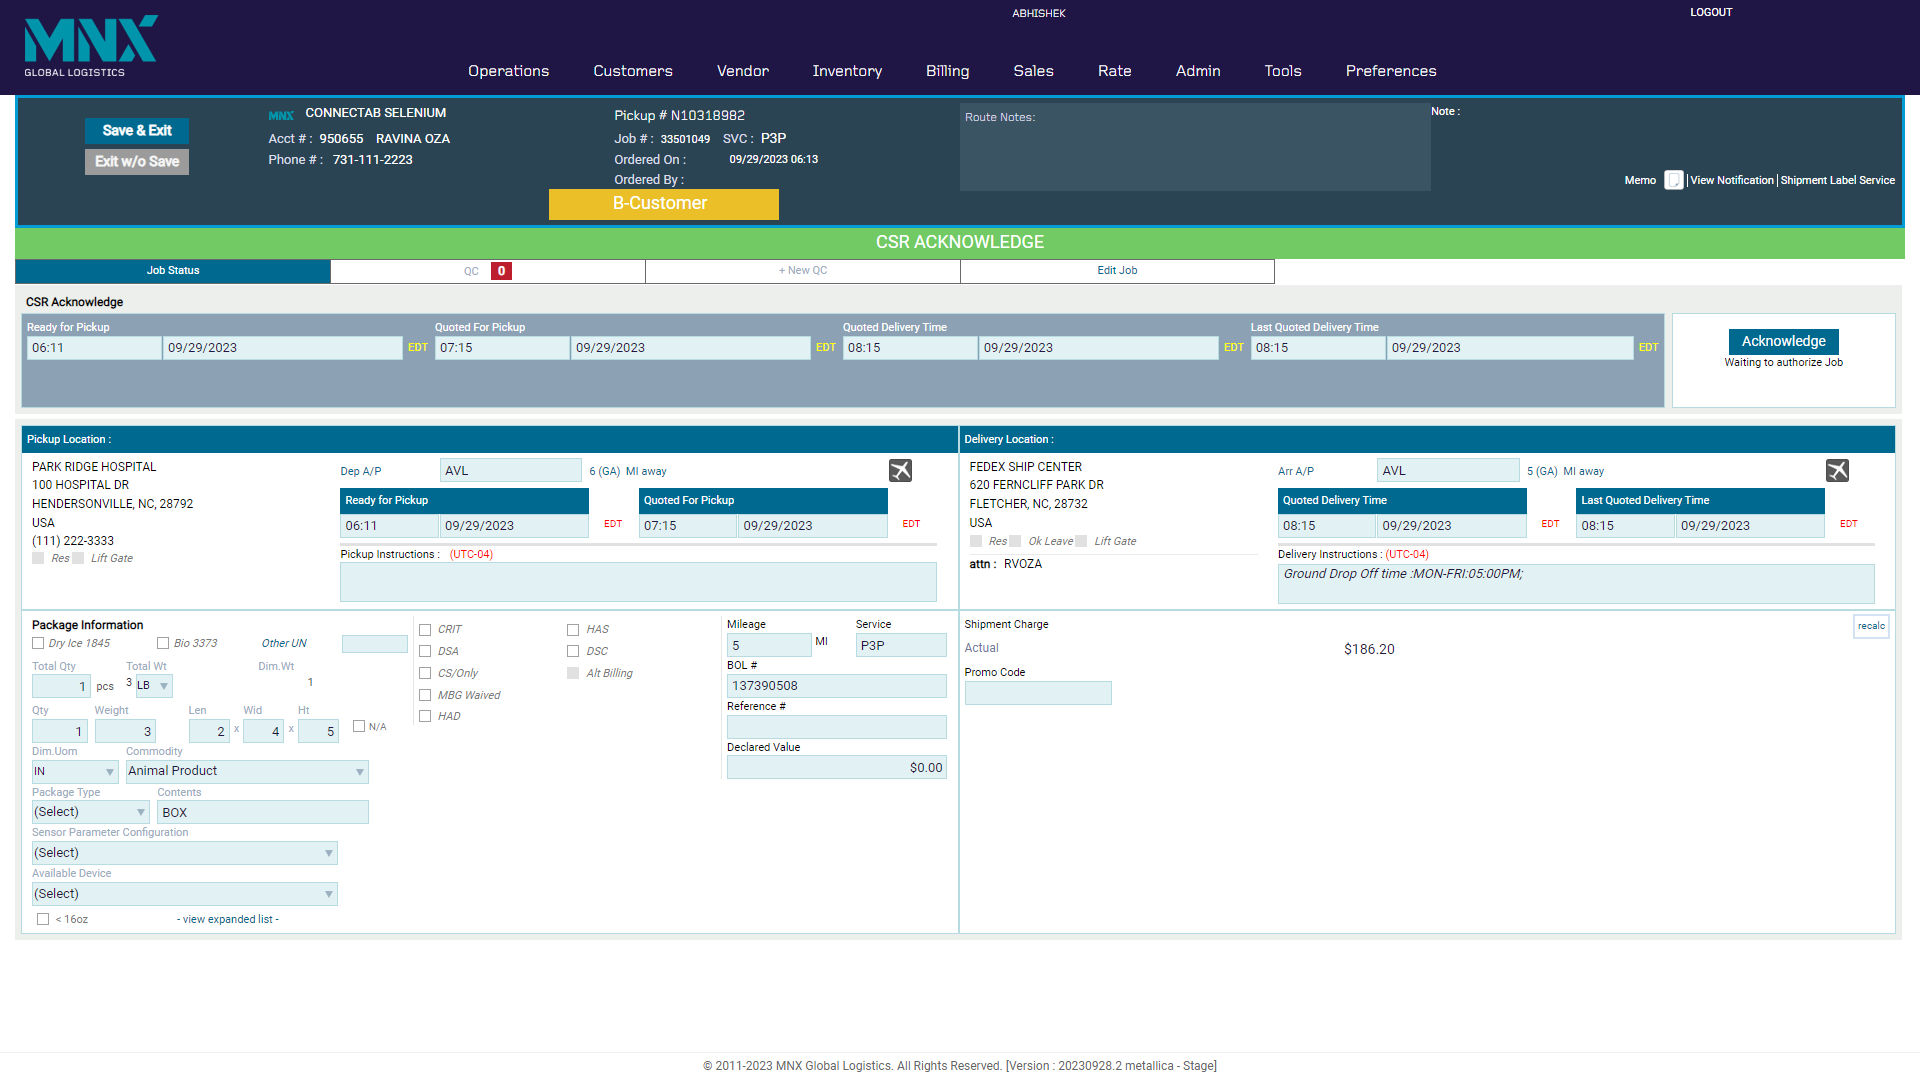 MNX
GLOBAL LOGISTICS
ABHISHEK
LOGOUT
Operations Customers Vendor Inventory Billing Sales Rate Admin Tools Preferences
Save & Exit
Exit w/o Save
MNX CONNECTAB SELENIUM
Acct # : 950655 RAVINA OZA
Phone # : 731-111-2223
Pickup # N10318982
Job # : 33501049 SVC : P3P
Ordered On : 09/29/2023 06:13
Ordered By :
B-Customer
Route Notes:
Note :
Memo | View Notification | Shipment Label Service
CSR ACKNOWLEDGE
Job Status QC 0 + New QC Edit Job
CSR Acknowledge
Ready for Pickup Quoted For Pickup Quoted Delivery Time Last Quoted Delivery Time
06:11 09/29/2023 EDT 07:15 09/29/2023 EDT 08:15 09/29/2023 EDT 08:15 09/29/2023 EDT
Acknowledge
Waiting to authorize Job
Pickup Location :
PARK RIDGE HOSPITAL
100 HOSPITAL DR
HENDERSONVILLE, NC, 28792
USA
(111) 222-3333
Res Lift Gate
Dep A/P AVL 6 (GA) MI away
Ready for Pickup Quoted For Pickup
06:11 09/29/2023 EDT 07:15 09/29/2023 EDT
Pickup Instructions : (UTC-04)
Delivery Location :
FEDEX SHIP CENTER
620 FERNCLIFF PARK DR
FLETCHER, NC, 28732
USA
Res Ok Leave Lift Gate
attn : RVOZA
Arr A/P AVL 5 (GA) MI away
Quoted Delivery Time Last Quoted Delivery Time
08:15 09/29/2023 EDT 08:15 09/29/2023 EDT
Delivery Instructions : (UTC-04)
Ground Drop Off time :MON-FRI:05:00PM;
Package Information
Dry Ice 1845 Bio 3373 Other UN
Total Qty Total Wt Dim.Wt
1 pcs 3 LB 1
Qty Weight Len Wid Ht
1 3 2 x 4 x 5 N/A
Dim.Uom Commodity
IN Animal Product
Package Type Contents
(Select) BOX
Sensor Parameter Configuration
(Select)
Available Device
(Select)
< 16oz - view expanded list -
CRIT HAS
DSA DSC
CS/Only Alt Billing
MBG Waived
HAD
Mileage Service
5 MI P3P
BOL #
137390508
Reference #
Declared Value
$0.00
Shipment Charge
recalc
Actual $186.20
Promo Code
© 2011-2023 MNX Global Logistics. All Rights Reserved. [Version : 20230928.2 metallica - Stage]